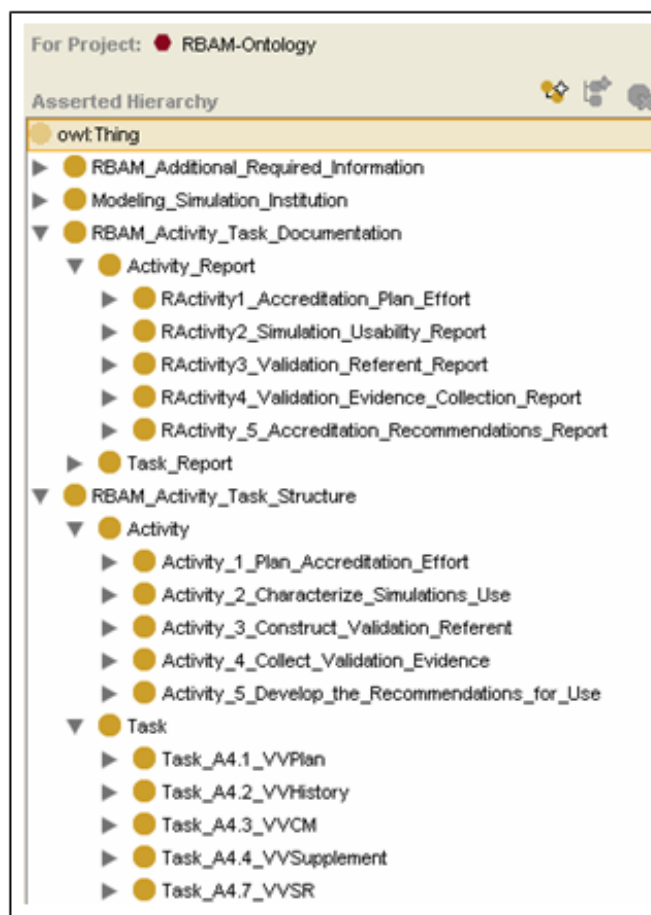 For Project: RBAM-Ontology
Asserted Hierarchy
owl:Thing
RBAM_Additional_Required_Information
Modeling_Simulation_Institution
RBAM_Activity_Task_Documentation
Activity_Report
RActivity1_Accreditation_Plan_Effort
RActivity2_Simulation_Usability_Report
RActivity3_Validation_Referent_Report
RActivity4_Validation_Evidence_Collection_Report
RActivity_5_Accreditation_Recommendations_Report
Task_Report
RBAM_Activity_Task_Structure
Activity
Activity_1_Plan_Accreditation_Effort
Activity_2_Characterize_Simulations_Use
Activity_3_Construct_Validation_Referent
Activity_4_Collect_Validation_Evidence
Activity_5_Develop_the_Recommendations_for_Use
Task
Task_A4.1_VVPlan
Task_A4.2_VVHistory
Task_A4.3_VVCM
Task_A4.4_VVSupplement
Task_A4.7_VVSR